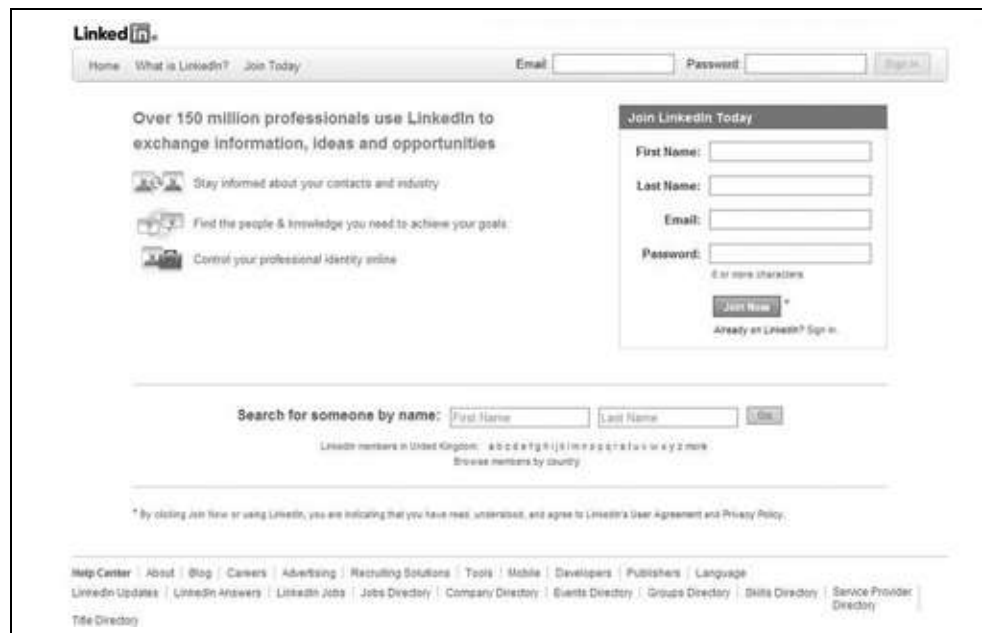 Linked in.
Home What is LinkedIn? Join Today Email Password Sign In
Over 150 million professionals use LinkedIn to
exchange information, ideas and opportunities
Stay informed about your contacts and industry
Find the people & knowledge you need to achieve your goals
Control your professional identity online
Join LinkedIn Today
First Name:
Last Name:
Email:
Password:
6 or more characters
Join Now *
Already on LinkedIn? Sign in.
Search for someone by name: First Name Last Name Go
LinkedIn members in United Kingdom: a b c d e f g h i j k l m n o p q r s t u v w x y z more
Browse members by country
* By clicking Join Now or using LinkedIn, you are indicating that you have read, understood, and agree to LinkedIn's User Agreement and Privacy Policy.
Help Center | About | Blog | Careers | Advertising | Recruiting Solutions | Tools | Mobile | Developers | Publishers | Language
LinkedIn Updates | LinkedIn Answers | LinkedIn Jobs | Jobs Directory | Company Directory | Events Directory | Groups Directory | Skills Directory | Service Provider Directory
Title Directory